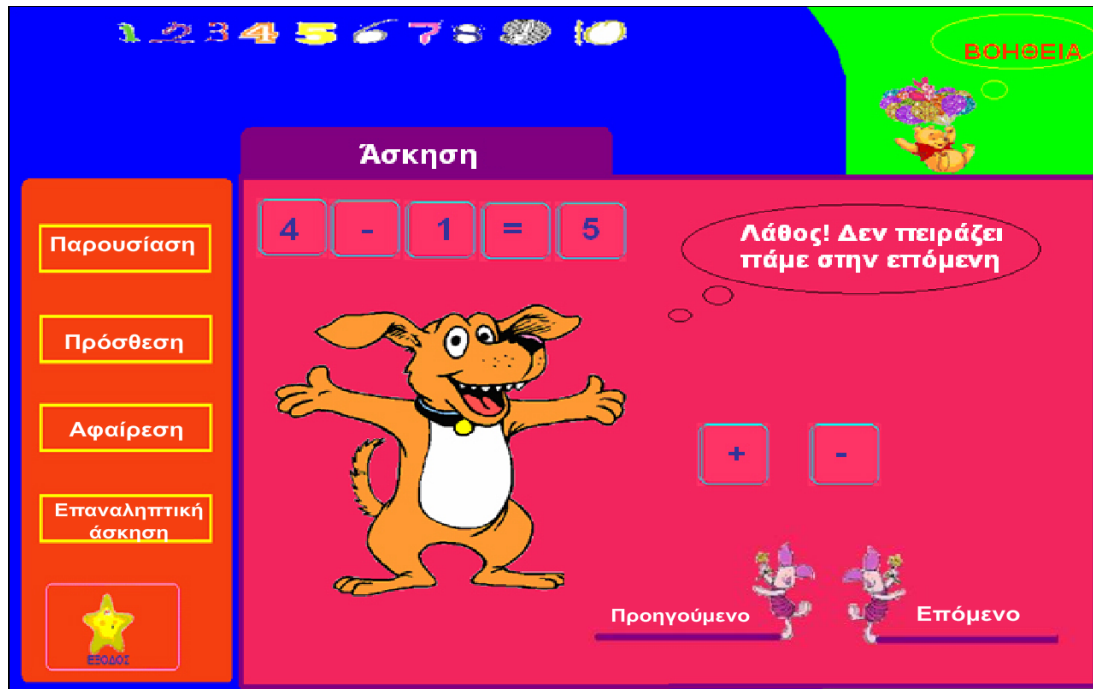 1 2 3 4 5 6 7 8 9 10
ΒΟΗΘΕΙΑ
Άσκηση
Παρουσίαση
Πρόσθεση
Αφαίρεση
Επαναληπτική
άσκηση
ΕΞΟΔΟΣ
4 - 1 = 5
Λάθος! Δεν πειράζει
πάμε στην επόμενη
+ -
Προηγούμενο
Επόμενο